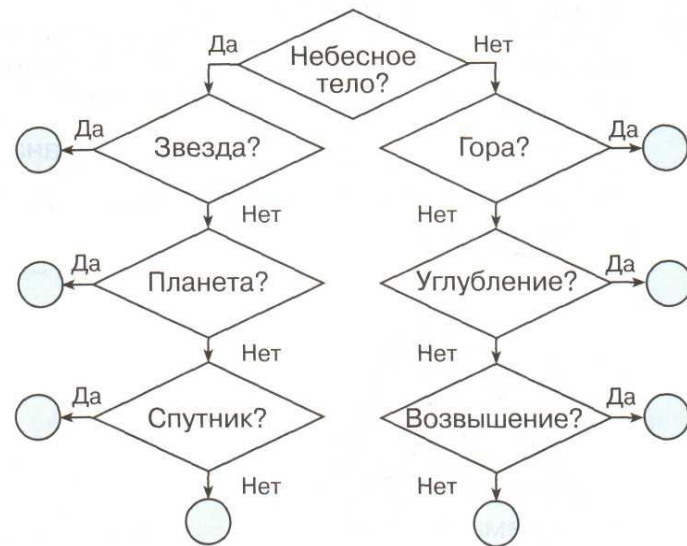 Да
Небесное
тело?
Нет
Да
Звезда?
Гора?
Да
Нет
Нет
Да
Планета?
Углубление?
Да
Нет
Нет
Да
Спутник?
Возвышение?
Да
Нет
Нет